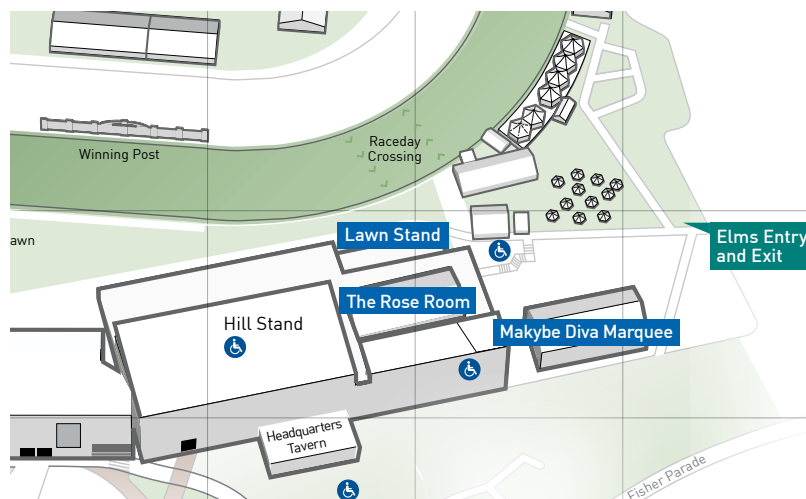 Winning Post
Raceday
Crossing
awn
Lawn Stand
Elms Entry
and Exit
The Rose Room
Hill Stand
Makybe Diva Marquee
Headquarters
Tavern
Fisher Parade